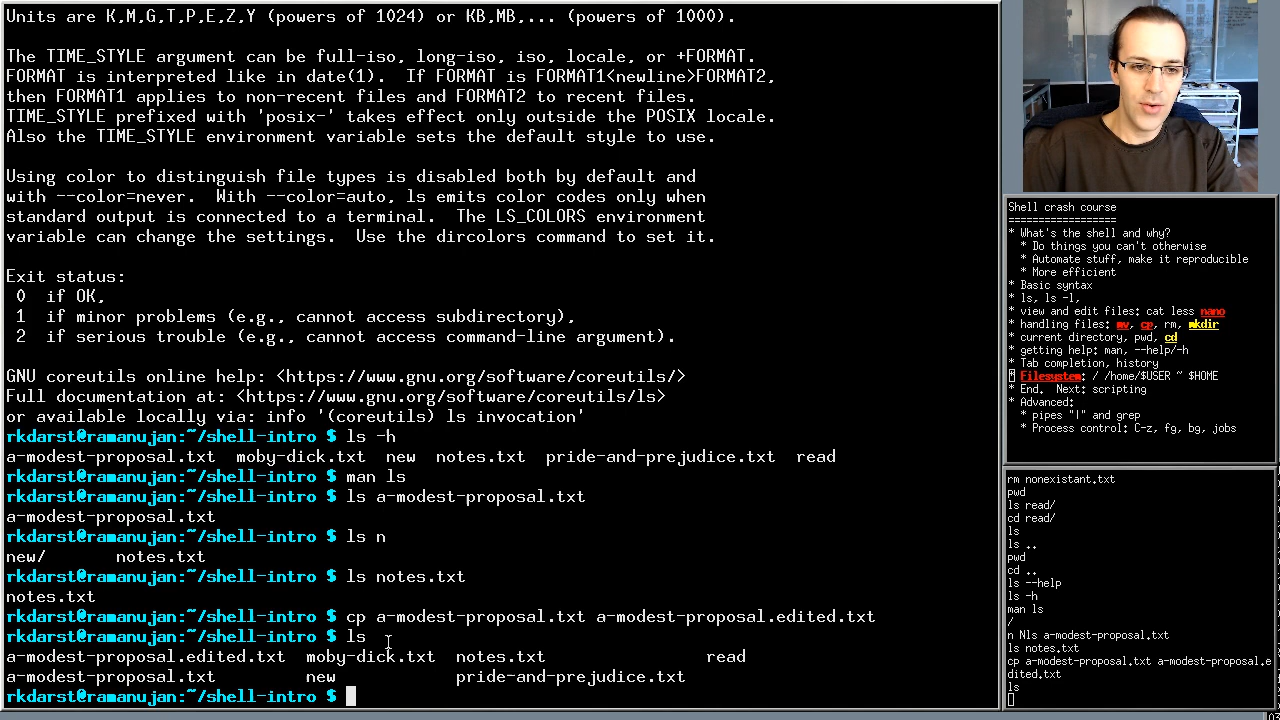 Units are K,M,G,T,P,E,Z,Y (powers of 1024) or KB,MB,... (powers of 1000).
The TIME_STYLE argument can be full-iso, long-iso, iso, locale, or +FORMAT.
FORMAT is interpreted like in date(1).  If FORMAT is FORMAT1<newline>FORMAT2,
then FORMAT1 applies to non-recent files and FORMAT2 to recent files.
TIME_STYLE prefixed with 'posix-' takes effect only outside the POSIX locale.
Also the TIME_STYLE environment variable sets the default style to use.
Using color to distinguish file types is disabled both by default and
with --color=never.  With --color=auto, ls emits color codes only when
standard output is connected to a terminal.  The LS_COLORS environment
variable can change the settings.  Use the dircolors command to set it.
Exit status:
0  if OK,
1  if minor problems (e.g., cannot access subdirectory),
2  if serious trouble (e.g., cannot access command-line argument).
GNU coreutils online help: <https://www.gnu.org/software/coreutils/>
Full documentation at: <https://www.gnu.org/software/coreutils/ls>
or available locally via: info '(coreutils) ls invocation'
rkdarst@ramanujan:~/shell-intro $ ls -h
a-modest-proposal.txt  moby-dick.txt  new  notes.txt  pride-and-prejudice.txt  read
rkdarst@ramanujan:~/shell-intro $ man ls
rkdarst@ramanujan:~/shell-intro $ ls a-modest-proposal.txt
a-modest-proposal.txt
rkdarst@ramanujan:~/shell-intro $ ls n
new/       notes.txt
rkdarst@ramanujan:~/shell-intro $ ls notes.txt
notes.txt
rkdarst@ramanujan:~/shell-intro $ cp a-modest-proposal.txt a-modest-proposal.edited.txt
rkdarst@ramanujan:~/shell-intro $ ls
a-modest-proposal.edited.txt  moby-dick.txt  notes.txt                read
a-modest-proposal.txt         new            pride-and-prejudice.txt
rkdarst@ramanujan:~/shell-intro $
Shell crash course
==================
* What's the shell and why?
* Do things you can't otherwise
* Automate stuff, make it reproducible
* More efficient
* Basic syntax
* ls, ls -l,
* view and edit files: cat less nano
* handling files: mv, cp, rm, mkdir
* current directory, pwd, cd
* getting help: man, --help/-h
* Tab completion, history
* Filesystem: / /home/$USER ~ $HOME
* End.  Next: scripting
* Advanced:
* pipes "|" and grep
* Process control: C-z, fg, bg, jobs
rm nonexistant.txt
pwd
ls read/
cd read/
ls
ls ..
pwd
cd ..
ls --help
ls -h
man ls
/
n Nls a-modest-proposal.txt
ls notes.txt
cp a-modest-proposal.txt a-modest-proposal.e
dited.txt
ls